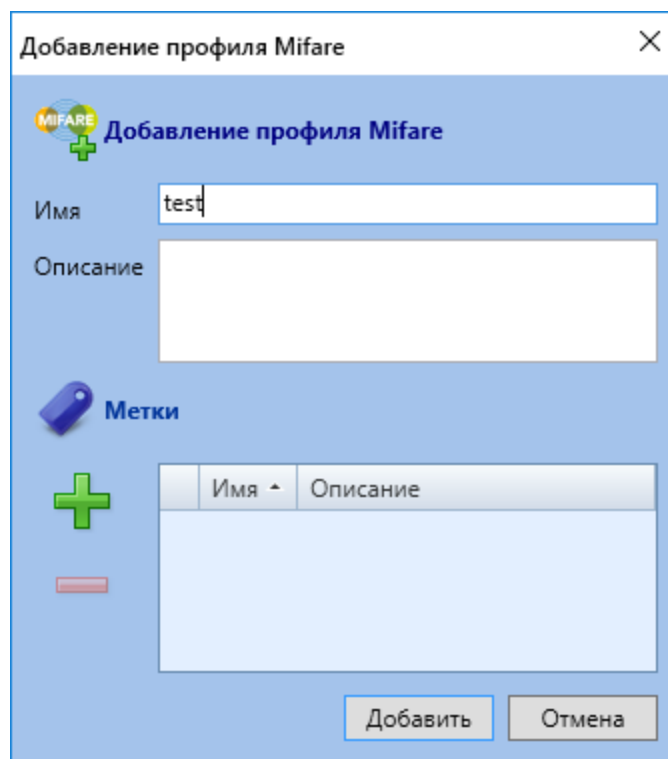 Добавление профиля Mifare
MIFARE
Добавление профиля Mifare
Имя test
Описание
Метки
Имя Описание
Добавить Отмена